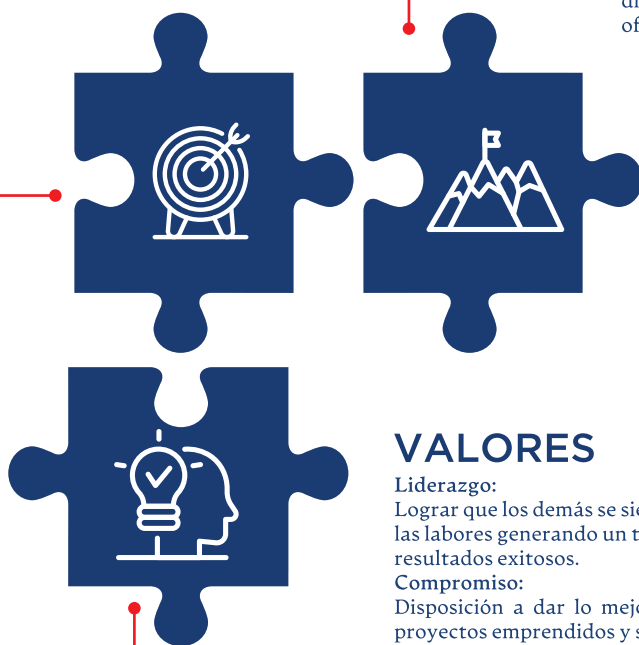 of
VALORES
Liderazgo:
Lograr que los demás se sie
las labores generando un t
resultados exitosos.
Compromiso:
Disposición a dar lo mejo
proyectos emprendidos y s